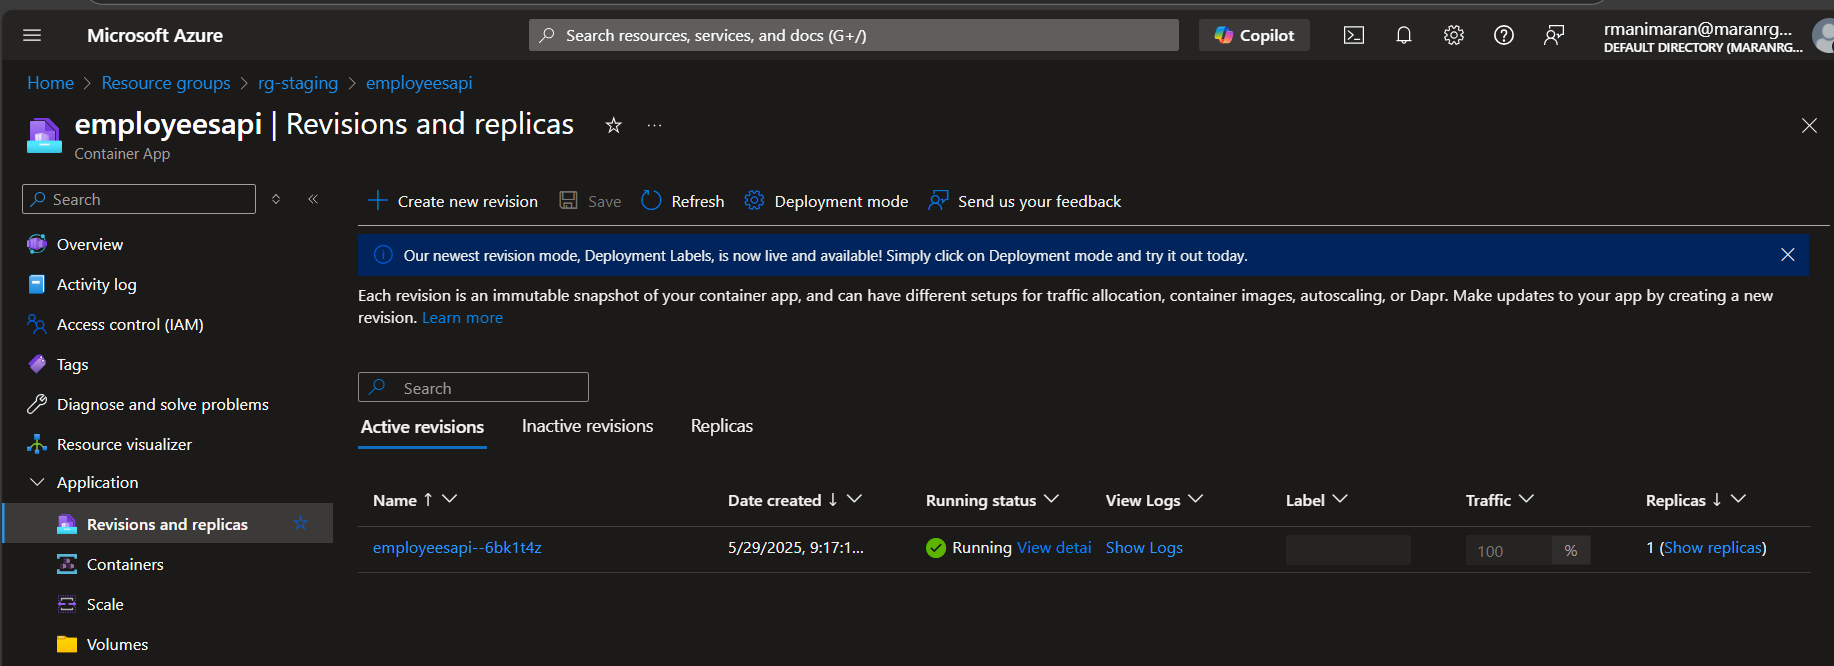 Microsoft Azure
Search resources, services, and docs (G+/)
Copilot
rmanimaran@maranrg...
DEFAULT DIRECTORY (MARANRG...
Home > Resource groups > rg-staging > employeesapi
employeesapi | Revisions and replicas
Container App
Search
Create new revision
Save
Refresh
Deployment mode
Send us your feedback
Overview
Activity log
Access control (IAM)
Tags
Diagnose and solve problems
Resource visualizer
Application
Revisions and replicas
Containers
Scale
Volumes
Our newest revision mode, Deployment Labels, is now live and available! Simply click on Deployment mode and try it out today.
Each revision is an immutable snapshot of your container app, and can have different setups for traffic allocation, container images, autoscaling, or Dapr. Make updates to your app by creating a new
revision. Learn more
Search
Active revisions
Inactive revisions
Replicas
Name ↑ Date created ↓ Running status View Logs Label Traffic Replicas ↓
employeesapi--6bk1t4z 5/29/2025, 9:17:1... Running View detai Show Logs 100 % 1 (Show replicas)